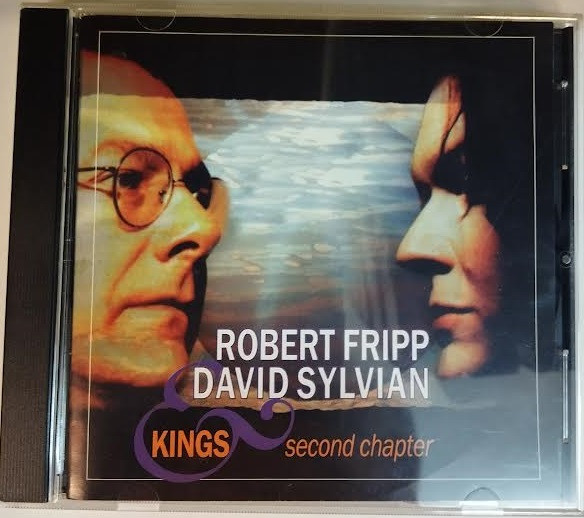 ROBERT FRIPP
DAVID SYLVIAN
& KINGS second chapter